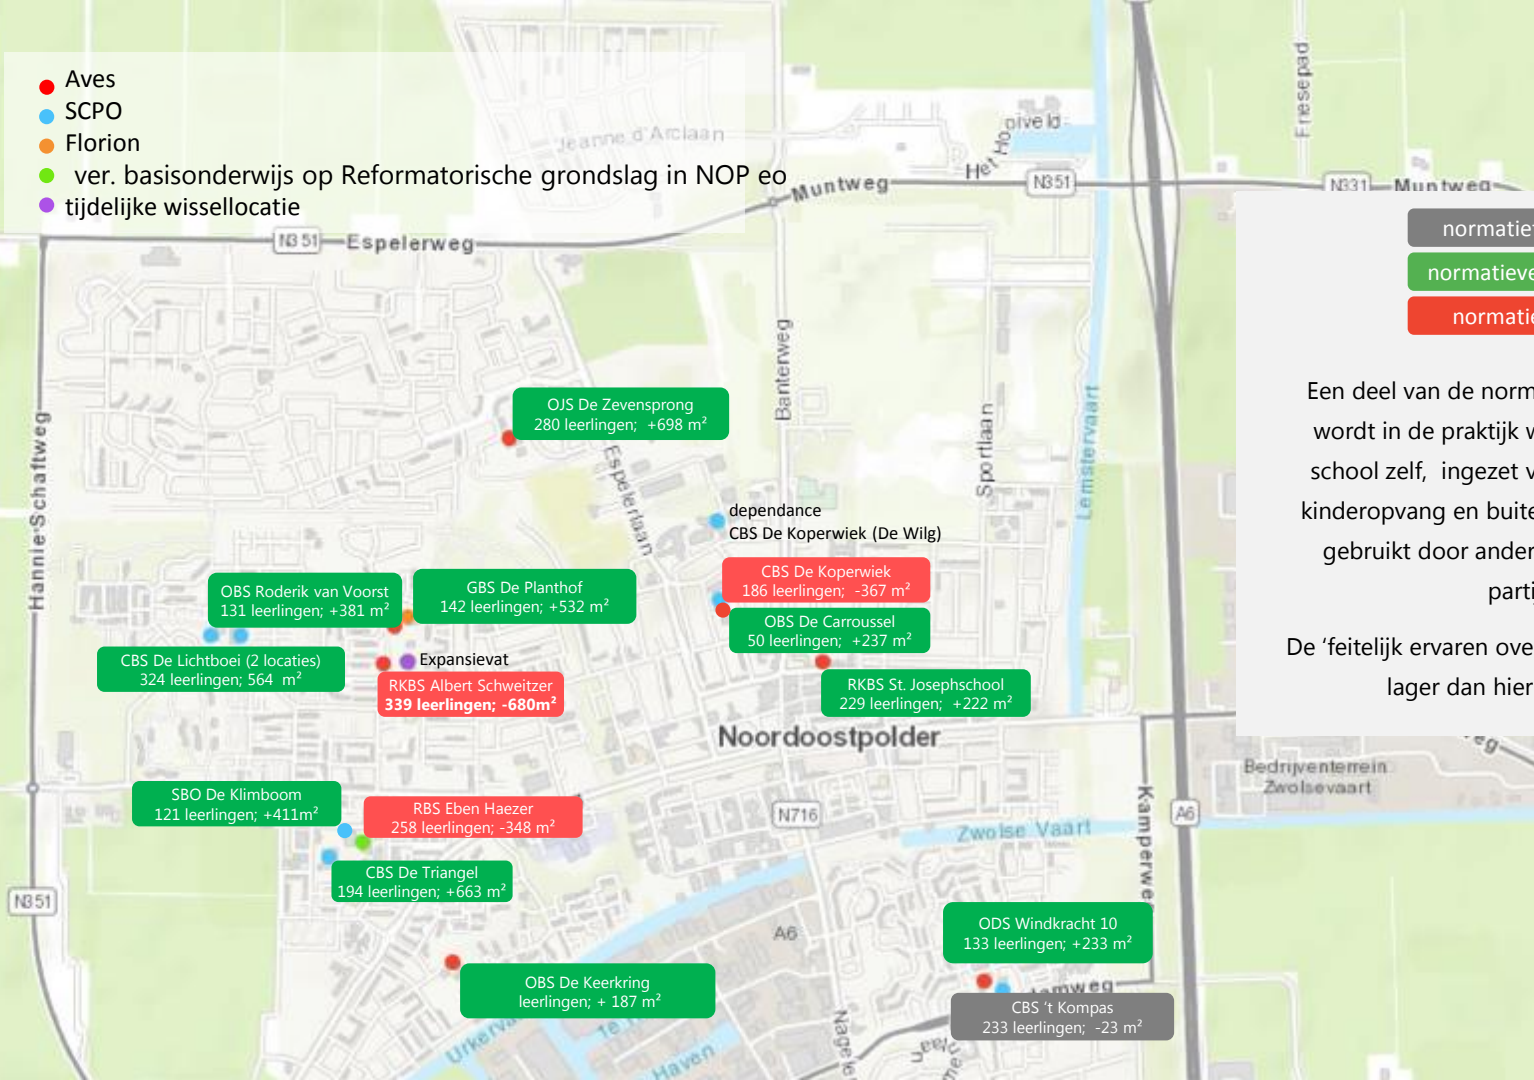 Aves
SCPO
Florion
ver. basisonderwijs op Reformatorische grondslag in NOP eo
tijdelijke wissellocatie
Jeanne d'Arclaan
Het Hooiveld
Friesepad
Muntweg
N351
N331
Muntweg
N351
Espelerweg
normatief
normatieve
normatie
Een deel van de norm
wordt in de praktijk
school zelf, ingezet
kinderopvang en buite
gebruikt door ander
parti
De ‘feitelijk ervaren ove
lager dan hier
Banterweg
Sportlaan
Lemstervaart
Hannie Schaftweg
Espelerlaan
OJS De Zevensprong
280 leerlingen; +698 m²
dependance
CBS De Koperwiek (De Wilg)
CBS De Koperwiek
186 leerlingen; -367 m²
OBS De Carroussel
50 leerlingen; +237 m²
OBS Roderik van Voorst
131 leerlingen; +381 m²
GBS De Planthof
142 leerlingen; +532 m²
CBS De Lichtboei (2 locaties)
324 leerlingen; 564 m²
Expansievat
RKBS Albert Schweitzer
339 leerlingen; -680m²
RKBS St. Josephschool
229 leerlingen; +222 m²
Noordoostpolder
Bedrijventerrein
Zwolsevaart
SBO De Klimboom
121 leerlingen; +411m²
RBS Eben Haezer
258 leerlingen; -348 m²
N716
Zwolse Vaart
Kamperweg
A6
CBS De Triangel
194 leerlingen; +663 m²
N351
A6
ODS Windkracht 10
133 leerlingen; +233 m²
OBS De Keerkring
leerlingen; + 187 m²
CBS ‘t Kompas
233 leerlingen; -23 m²
Haven